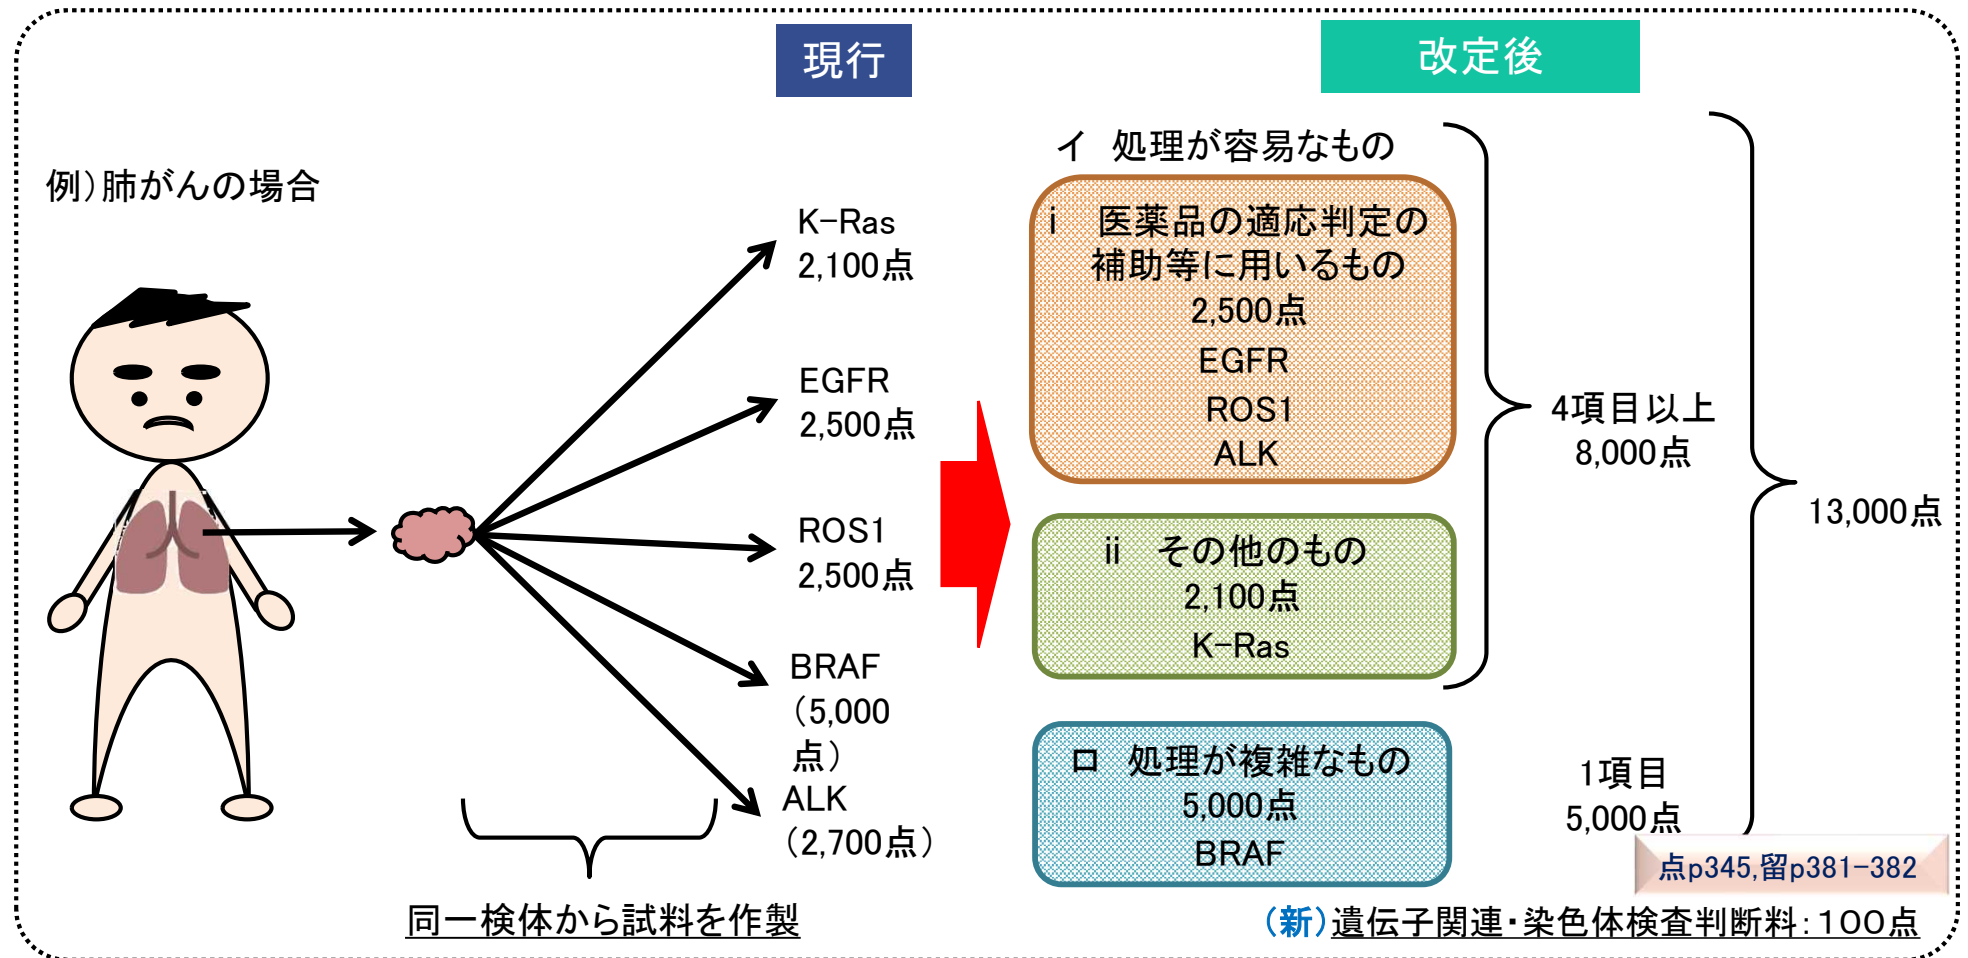 現行
改定後
例）肺がんの場合
K-Ras
2,100点
EGFR
2,500点
ROS1
2,500点
BRAF
（5,000
点）
ALK
（2,700点）
同一検体から試料を作製
イ　処理が容易なもの
ⅰ　医薬品の適応判定の
補助等に用いるもの
2,500点
EGFR
ROS1
ALK
ⅱ　その他のもの
2,100点
K-Ras
ロ　処理が複雑なもの
5,000点
BRAF
4項目以上
8,000点
1項目
5,000点
13,000点
点p345,留p381-382
（新）遺伝子関連・染色体検査判断料：１００点